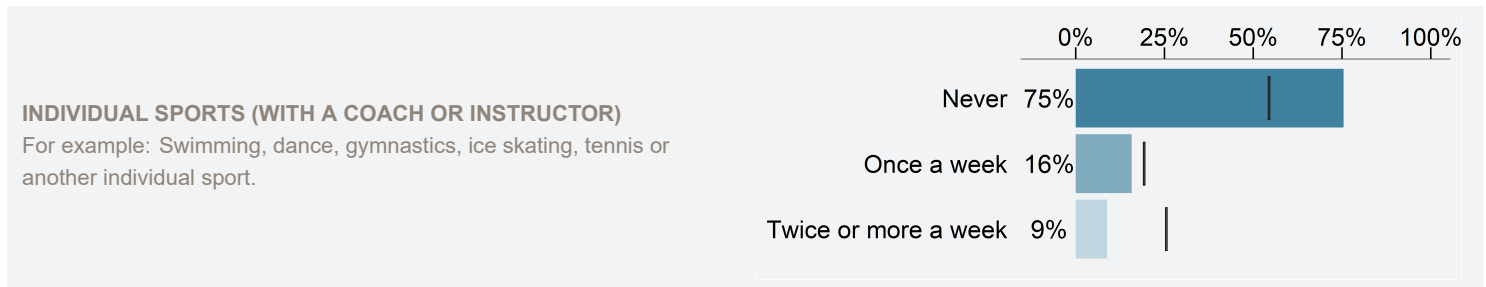 0% 25% 50% 75% 100%
INDIVIDUAL SPORTS (WITH A COACH OR INSTRUCTOR)
For example: Swimming, dance, gymnastics, ice skating, tennis or
another individual sport.
Never 75%
Once a week 16%
Twice or more a week 9%